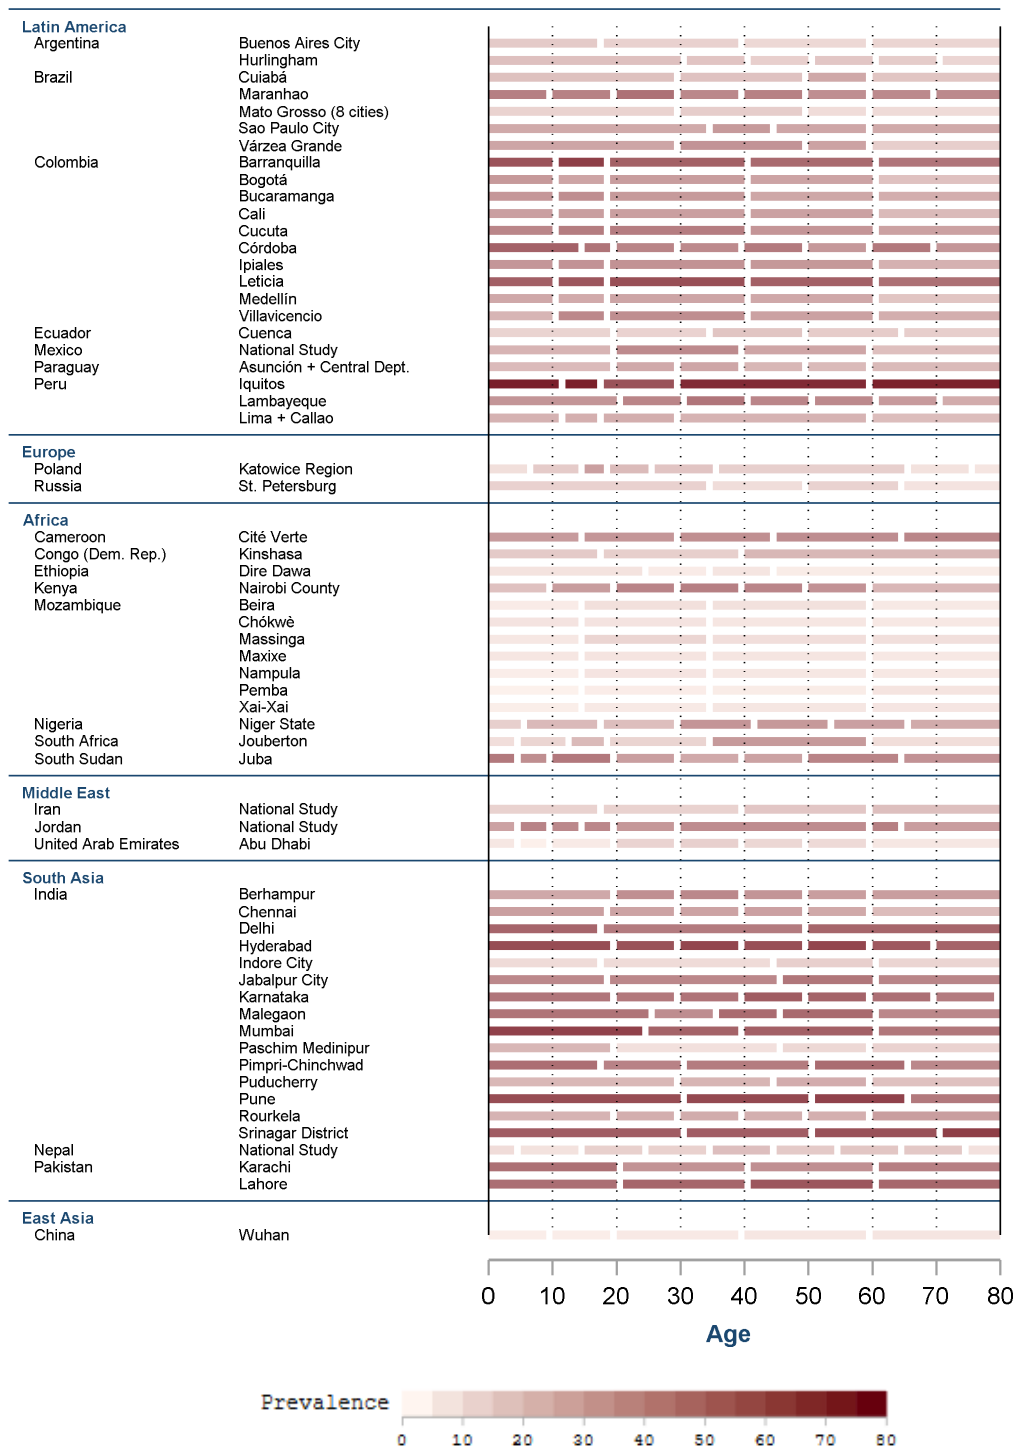 Latin America
Argentina Buenos Aires City
Hurlingham
Brazil Cuiabá
Maranhao
Mato Grosso (8 cities)
Sao Paulo City
Várzea Grande
Colombia Barranquilla
Bogotá
Bucaramanga
Cali
Cucuta
Córdoba
Ipiales
Leticia
Medellín
Villavicencio
Ecuador Cuenca
Mexico National Study
Paraguay Asunción + Central Dept.
Peru Iquitos
Lambayeque
Lima + Callao
Europe
Poland Katowice Region
Russia St. Petersburg
Africa
Cameroon Cité Verte
Congo (Dem. Rep.) Kinshasa
Ethiopia Dire Dawa
Kenya Nairobi County
Mozambique Beira
Chókwè
Massinga
Maxixe
Nampula
Pemba
Xai-Xai
Nigeria Niger State
South Africa Jouberton
South Sudan Juba
Middle East
Iran National Study
Jordan National Study
United Arab Emirates Abu Dhabi
South Asia
India Berhampur
Chennai
Delhi
Hyderabad
Indore City
Jabalpur City
Karnataka
Malegaon
Mumbai
Paschim Medinipur
Pimpri-Chinchwad
Puducherry
Pune
Rourkela
Srinagar District
Nepal National Study
Pakistan Karachi
Lahore
East Asia
China Wuhan
0 10 20 30 40 50 60 70 80
Age
Prevalence
0 10 20 30 40 50 60 70 80